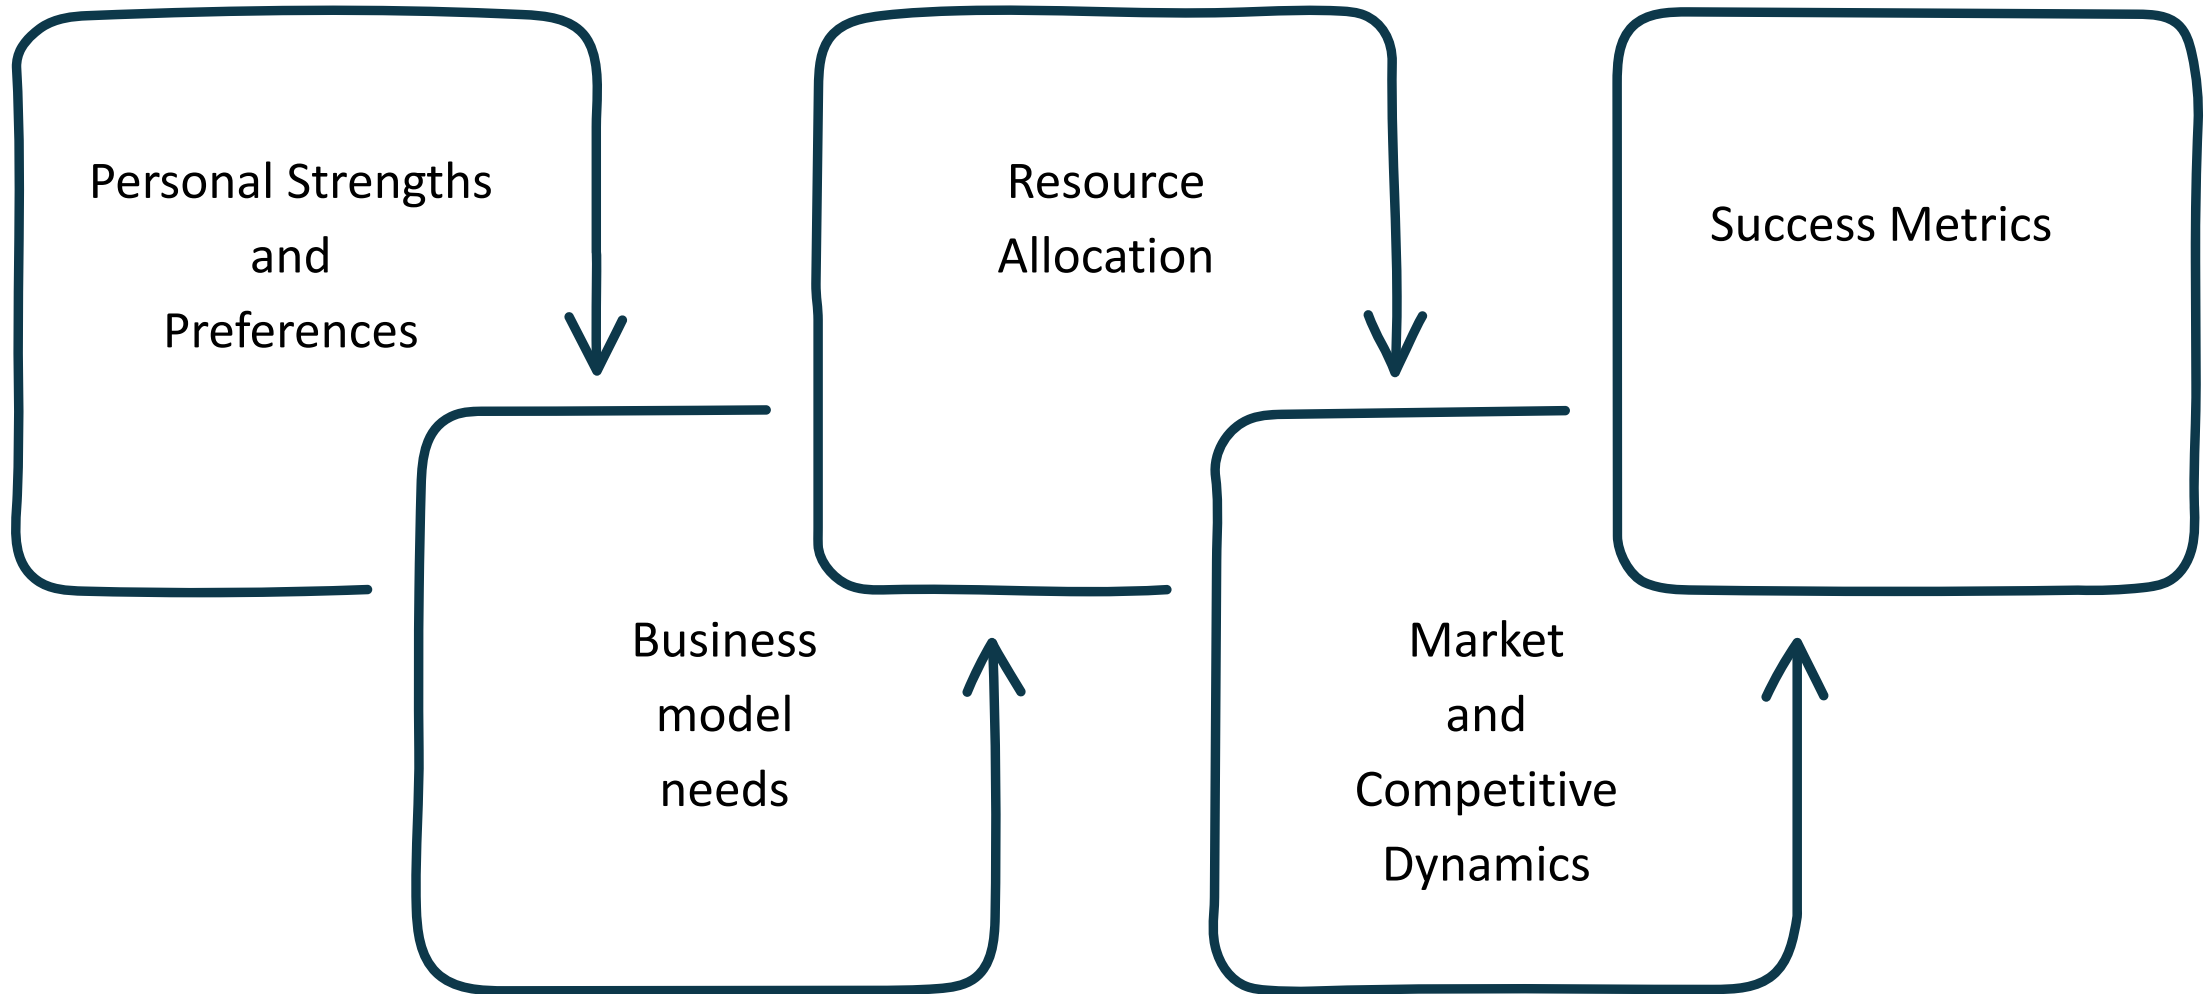 Personal Strengths
and
Preferences
Business
model
needs
Resource
Allocation
Market
and
Competitive
Dynamics
Success Metrics